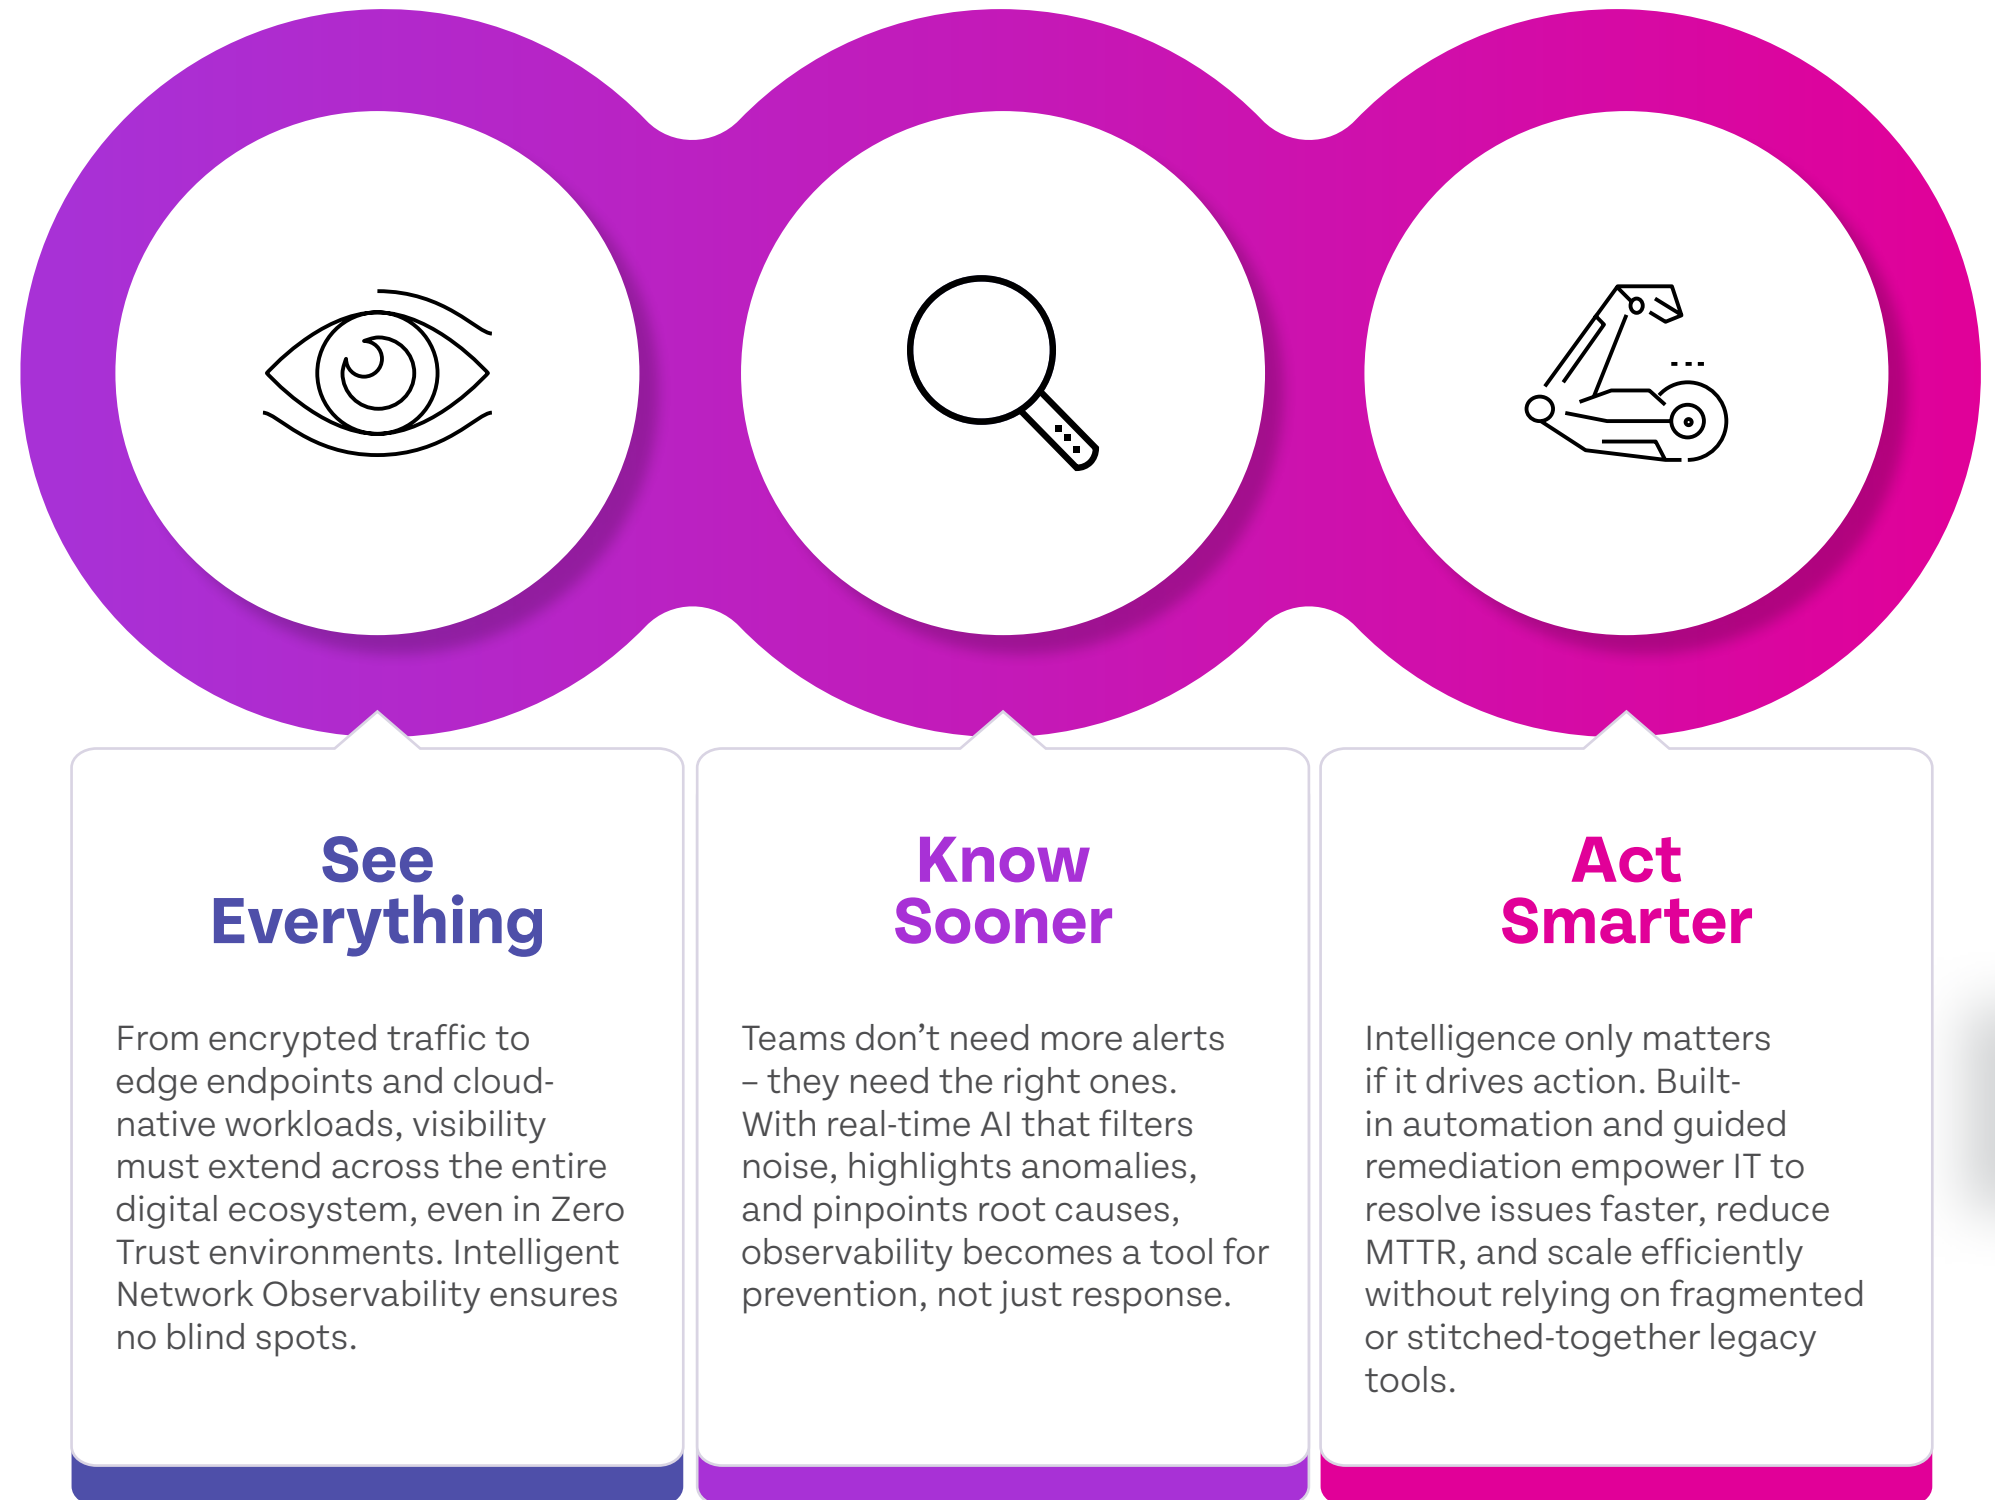 See
Everything
From encrypted traffic to
edge endpoints and cloud-
native workloads, visibility
must extend across the entire
digital ecosystem, even in Zero
Trust environments. Intelligent
Network Observability ensures
no blind spots.
Know
Sooner
Teams don’t need more alerts
– they need the right ones.
With real-time AI that filters
noise, highlights anomalies,
and pinpoints root causes,
observability becomes a tool for
prevention, not just response.
Act
Smarter
Intelligence only matters
if it drives action. Built-
in automation and guided
remediation empower IT to
resolve issues faster, reduce
MTTR, and scale efficiently
without relying on fragmented
or stitched-together legacy
tools.